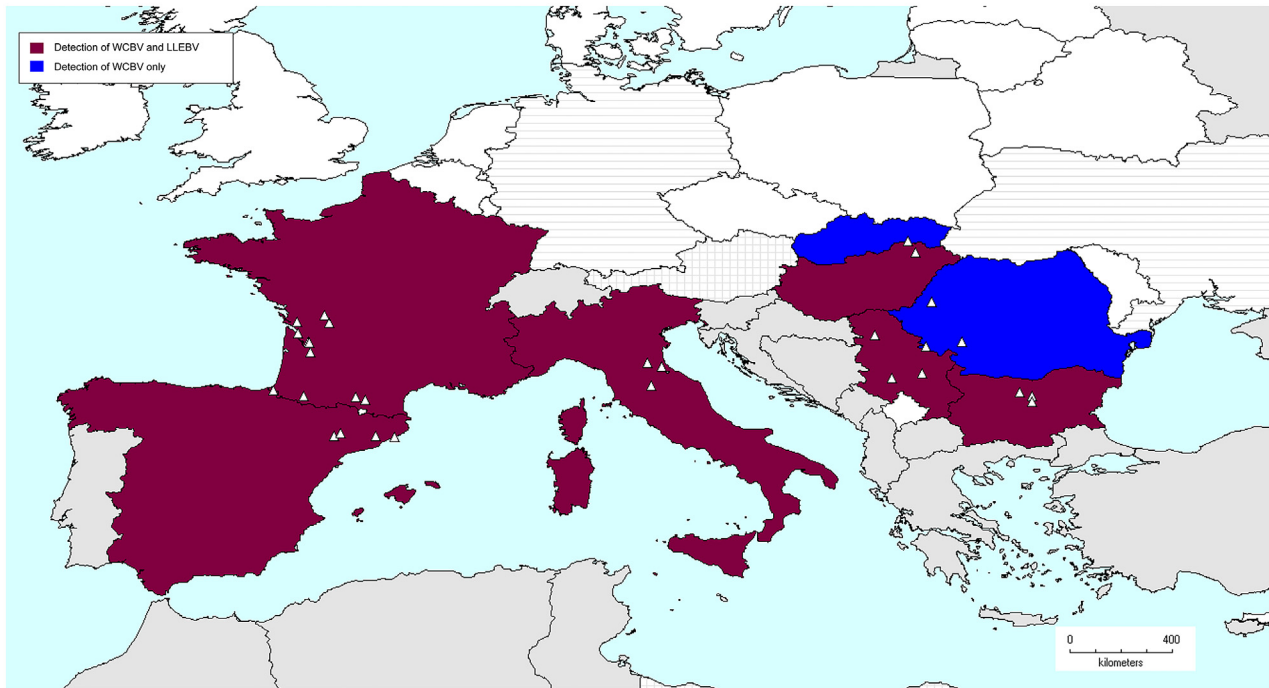 Detection of WCBV and LLEBV
Detection of WCBV only
0 400
kilometers